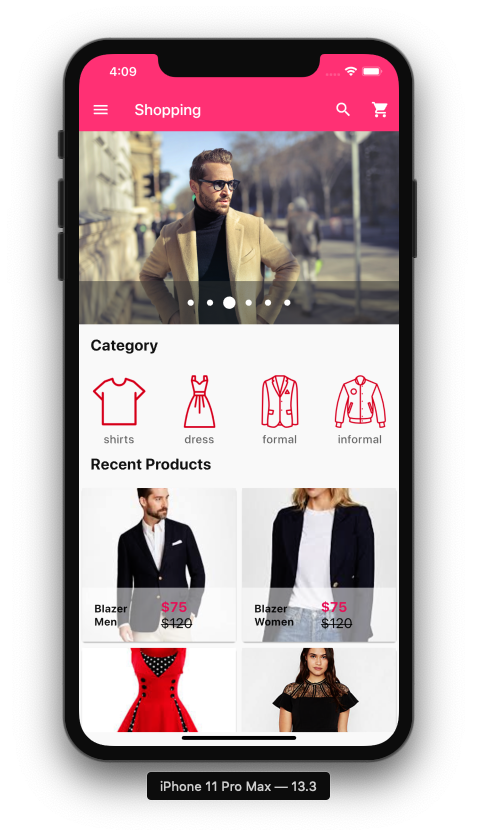 4:09
Shopping
Category
shirts dress formal informal
Recent Products
Blazer Men $75 $120
Blazer Women $75 $120
iPhone 11 Pro Max — 13.3